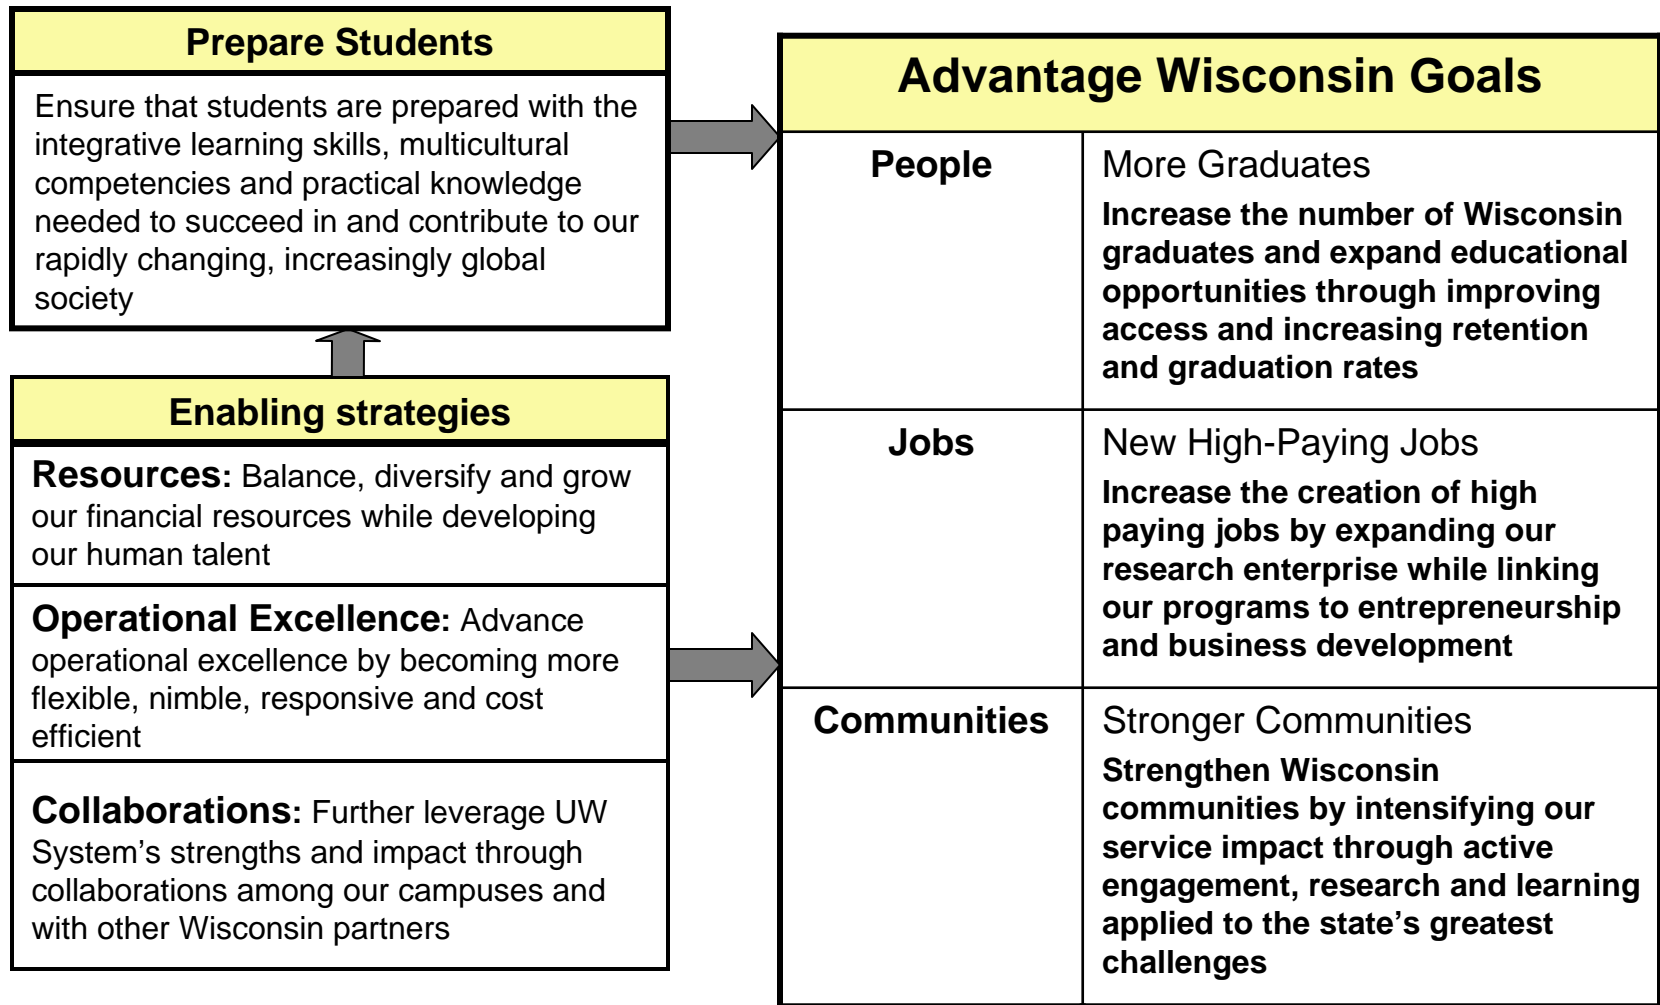 Prepare Students
Ensure that students are prepared with the
integrative learning skills, multicultural
competencies and practical knowledge
needed to succeed in and contribute to our
rapidly changing, increasingly global
society
Enabling strategies
Resources: Balance, diversify and grow
our financial resources while developing
our human talent
Operational Excellence: Advance
operational excellence by becoming more
flexible, nimble, responsive and cost
efficient
Collaborations: Further leverage UW
System’s strengths and impact through
collaborations among our campuses and
with other Wisconsin partners
Advantage Wisconsin Goals
People
More Graduates
Increase the number of Wisconsin
graduates and expand educational
opportunities through improving
access and increasing retention
and graduation rates
Jobs
New High-Paying Jobs
Increase the creation of high
paying jobs by expanding our
research enterprise while linking
our programs to entrepreneurship
and business development
Communities
Stronger Communities
Strengthen Wisconsin
communities by intensifying our
service impact through active
engagement, research and learning
applied to the state’s greatest
challenges